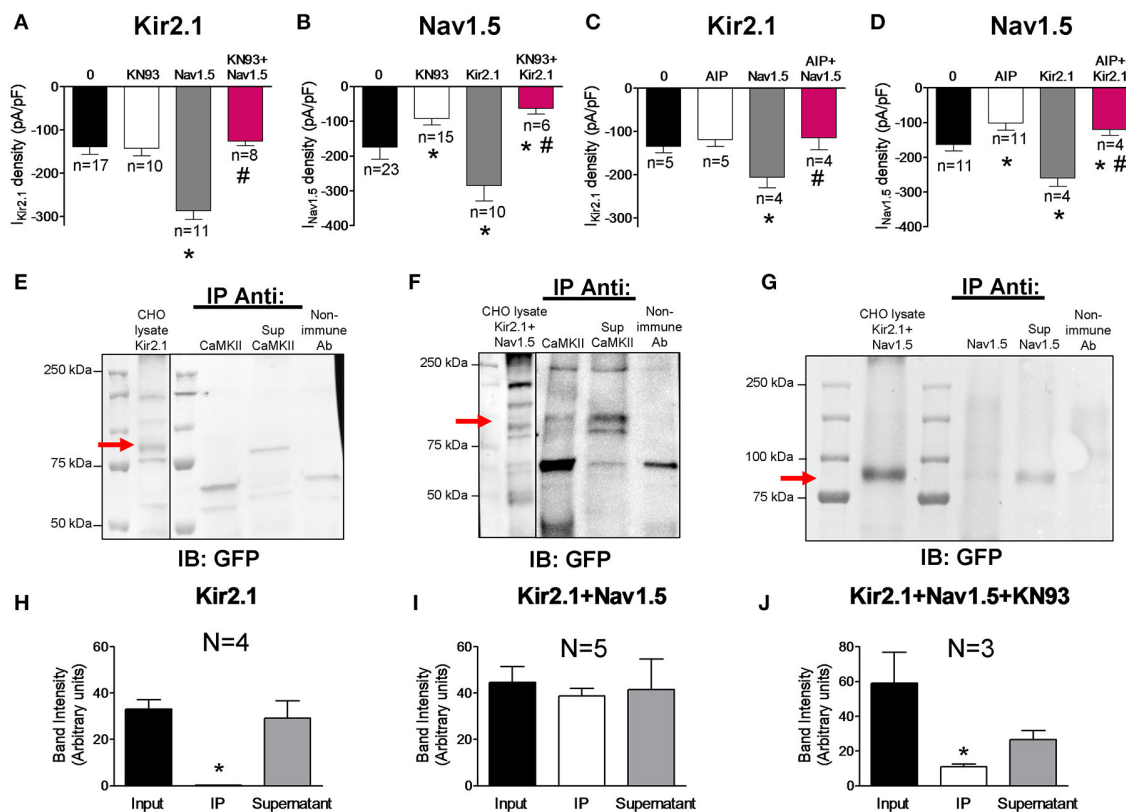 A
Kir2.1
0
KN93
Nav1.5
KN93+
Nav1.5
I Kir2.1 density (pA/pF)
0
-100
-200
-300
n=17
n=10
n=11
*
n=8
#
B
Nav1.5
0
KN93
Kir2.1
KN93+
Kir2.1
I Nav1.5 density (pA/pF)
0
-100
-200
-300
-400
n=23
n=15
*
n=10
*
n=6
* #
C
Kir2.1
0
AIP
Nav1.5
AIP+
Nav1.5
I Kir2.1 density (pA/pF)
0
-100
-200
-300
n=5
n=5
n=4
*
n=4
#
D
Nav1.5
0
AIP
Kir2.1
AIP+
Kir2.1
I Nav1.5 density (pA/pF)
0
-100
-200
-300
-400
n=11
n=11
*
n=4
*
n=4
* #
E
IP Anti:
CHO
lysate
Kir2.1
CaMKII
Sup
CaMKII
Non-
immune
Ab
250 kDa
75 kDa
50 kDa
IB: GFP
F
IP Anti:
CHO lysate
Kir2.1+
Nav1.5
CaMKII
Sup
CaMKII
Non-
immune
Ab
250 kDa
75 kDa
50 kDa
IB: GFP
G
IP Anti:
CHO lysate
Kir2.1+
Nav1.5
Nav1.5
Sup
Nav1.5
Non-
immune
Ab
250 kDa
100 kDa
75 kDa
IB: GFP
H
Kir2.1
N=4
Band Intensity
(Arbitrary units)
60
40
20
0
*
Input
IP
Supernatant
I
Kir2.1+Nav1.5
N=5
Band Intensity
(Arbitrary units)
60
40
20
0
Input
IP
Supernatant
J
Kir2.1+Nav1.5+KN93
N=3
Band Intensity
(Arbitrary units)
80
60
40
20
0
*
Input
IP
Supernatant